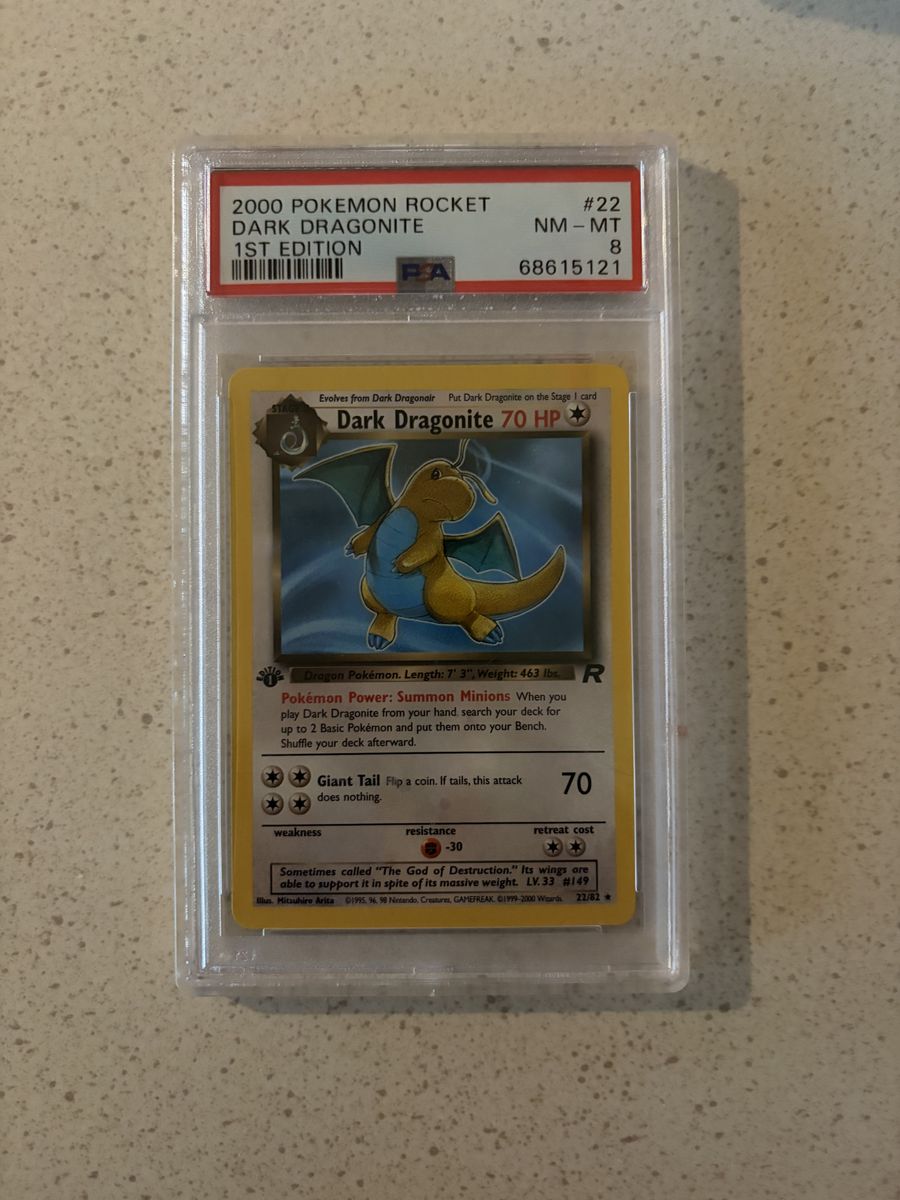 2000 POKEMON ROCKET #22
DARK DRAGONITE NM - MT
1ST EDITION 8
PSA 68615121
Evolves from Dark Dragonair Put Dark Dragonite on the Stage 1 card
STAGE
Dark Dragonite 70 HP
EDITION
1
Dragon Pokémon. Length: 7' 3", Weight: 463 lbs. R
Pokémon Power: Summon Minions When you
play Dark Dragonite from your hand, search your deck for
up to 2 Basic Pokémon and put them onto your Bench.
Shuffle your deck afterward.
Giant Tail Flip a coin. If tails, this attack
does nothing.
70
weakness resistance retreat cost
-30
Sometimes called "The God of Destruction." Its wings are
able to support it in spite of its massive weight. LV. 33 #149
Illus. Mitsuhiro Arita ©1995, 96, 98 Nintendo, Creatures, GAMEFREAK. ©1999-2000 Wizards. 22/82 ★